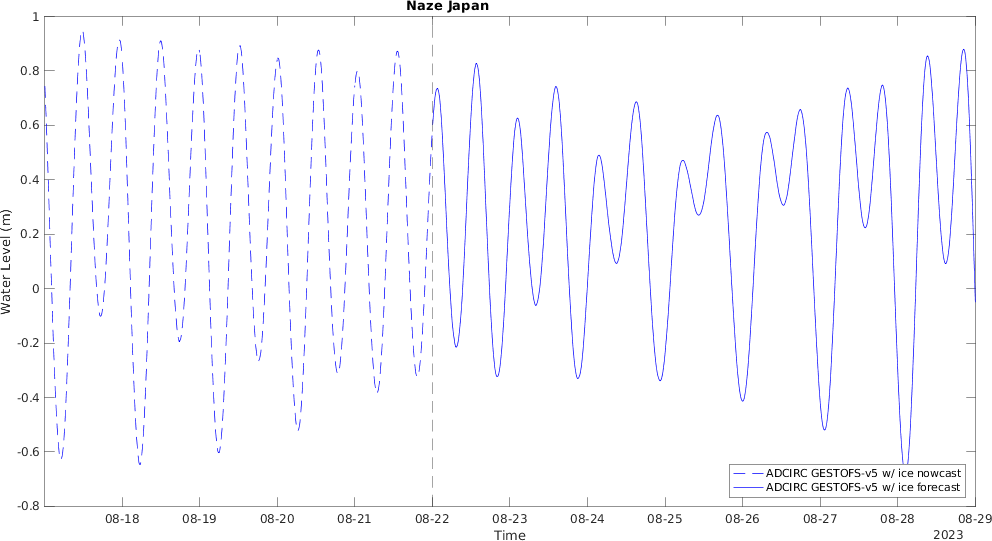 Naze Japan
Water Level (m)
1
0.8
0.6
0.4
0.2
0
-0.2
-0.4
-0.6
-0.8
08-18 08-19 08-20 08-21 08-22 08-23 08-24 08-25 08-26 08-27 08-28 08-29
Time
2023
ADCIRC GESTOFS-v5 w/ ice nowcast
ADCIRC GESTOFS-v5 w/ ice forecast